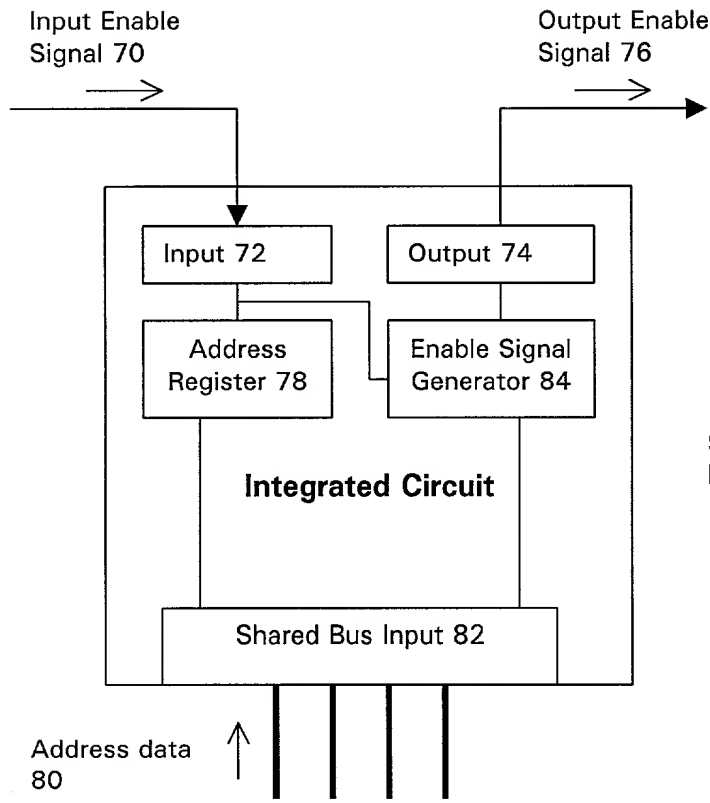 Input Enable
Signal 70
Output Enable
Signal 76
Input 72
Output 74
Address
Register 78
Enable Signal
Generator 84
Integrated Circuit
Shared Bus Input 82
Address data
80